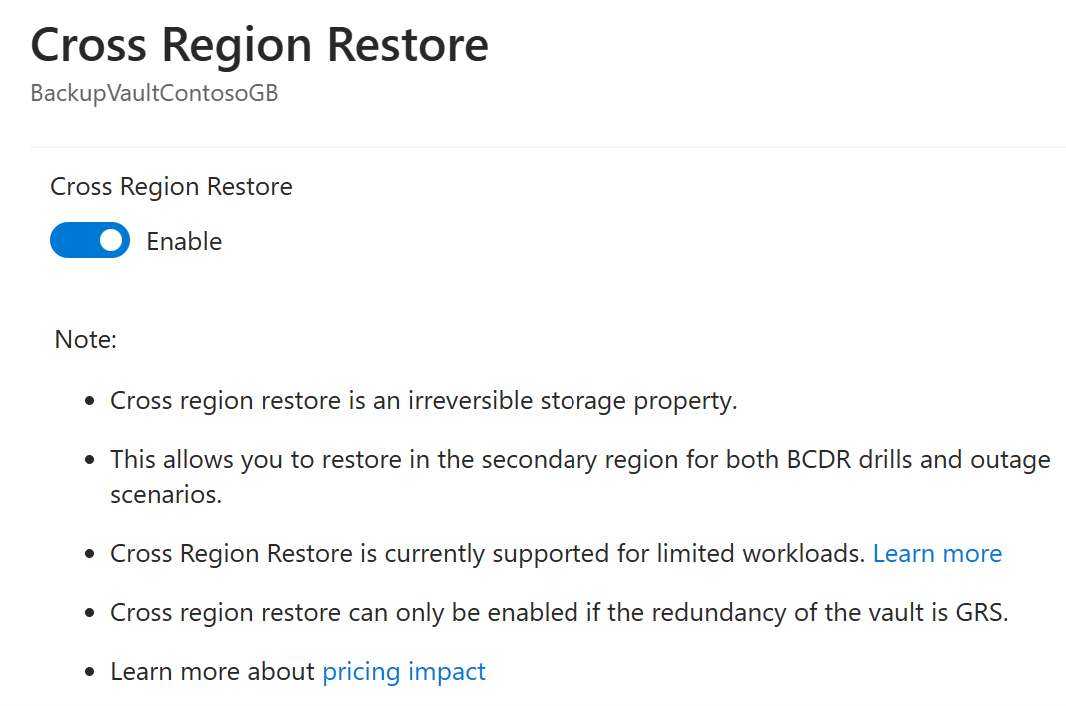 Cross Region Restore
BackupVaultContosoGB
Cross Region Restore
Enable
Note:
• Cross region restore is an irreversible storage property.
• This allows you to restore in the secondary region for both BCDR drills and outage
scenarios.
• Cross Region Restore is currently supported for limited workloads. Learn more
• Cross region restore can only be enabled if the redundancy of the vault is GRS.
• Learn more about pricing impact